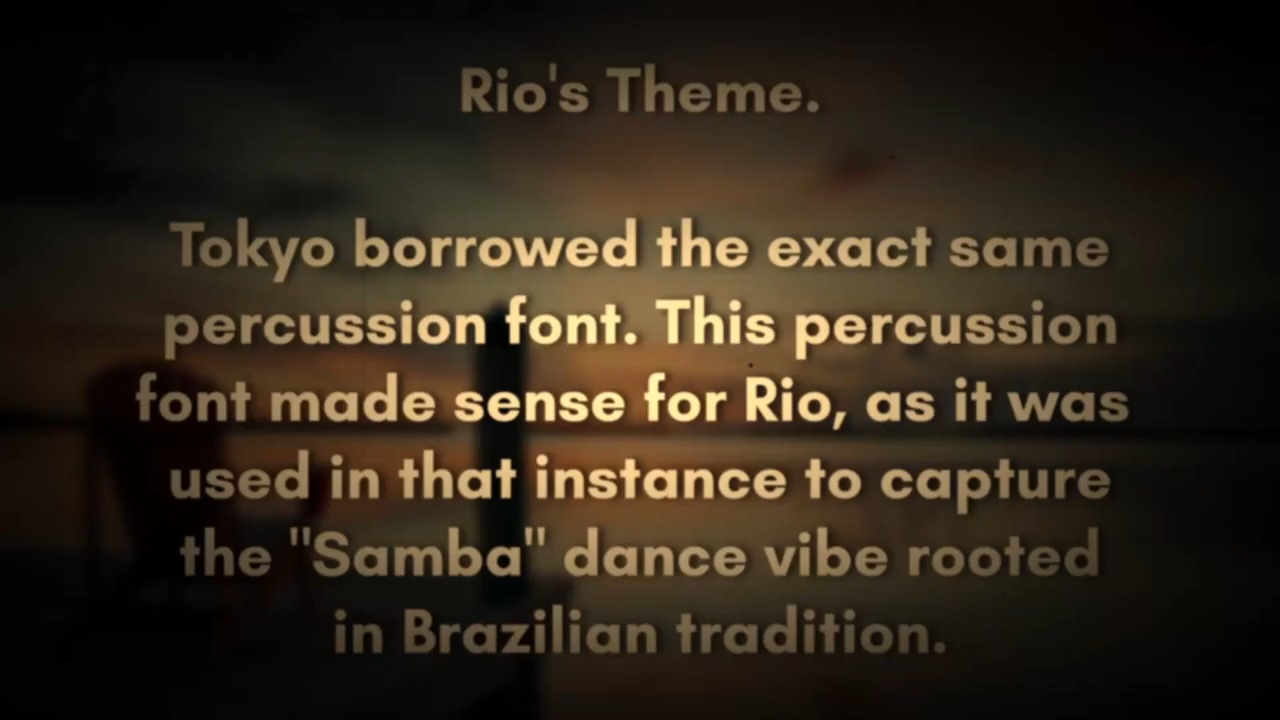 Rio's Theme.
Tokyo borrowed the exact same
percussion font. This percussion
font made sense for Rio, as it was
used in that instance to capture
the "Samba" dance vibe rooted
in Brazilian tradition.